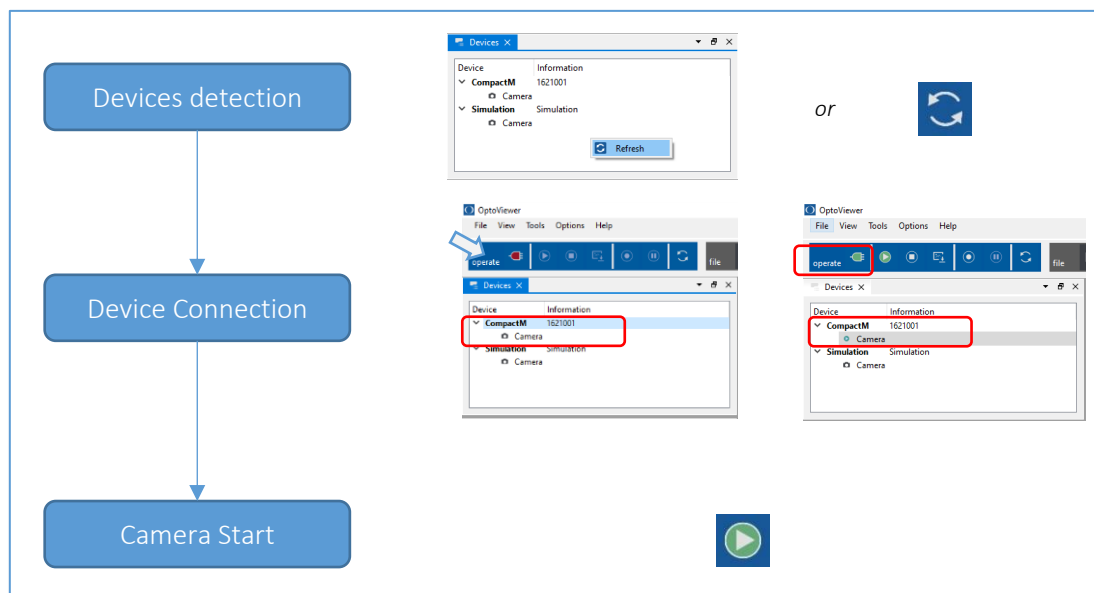 Devices detection
Devices
Device Information
CompactM 1621001
Camera
Simulation Simulation
Camera
Refresh
or
Device Connection
OptoViewer
File View Tools Options Help
operate file
Devices
Device Information
CompactM 1621001
Camera
Simulation Simulation
Camera
OptoViewer
File View Tools Options Help
operate file
Devices
Device Information
CompactM 1621001
Camera
Simulation Simulation
Camera
Camera Start